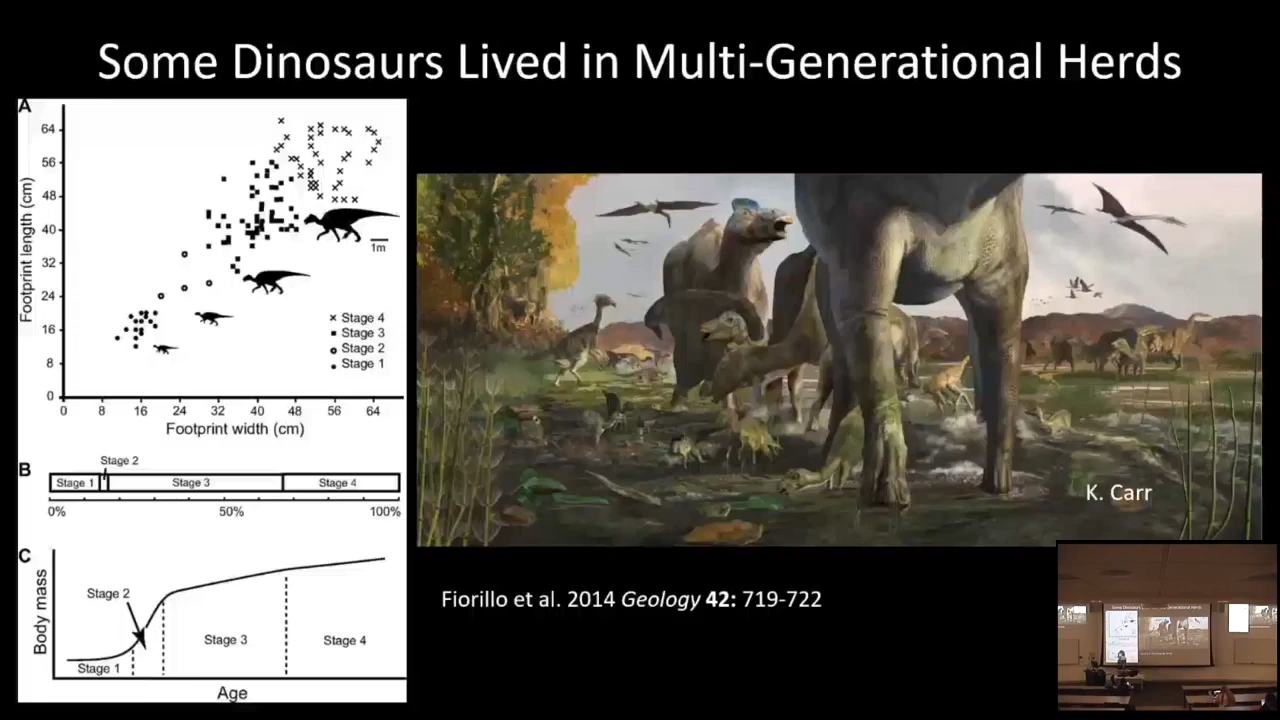 Some Dinosaurs Lived in Multi-Generational Herds
A
Footprint length (cm)
64
56
48
40
32
24
16
8
0
1m
× Stage 4
▪ Stage 3
o Stage 2
• Stage 1
0 8 16 24 32 40 48 56 64
Footprint width (cm)
B
Stage 2
Stage 1 Stage 3 Stage 4
0% 50% 100%
C
Body mass
Stage 2
Stage 3
Stage 4
Stage 1
Age
K. Carr
Fiorillo et al. 2014 Geology 42: 719-722